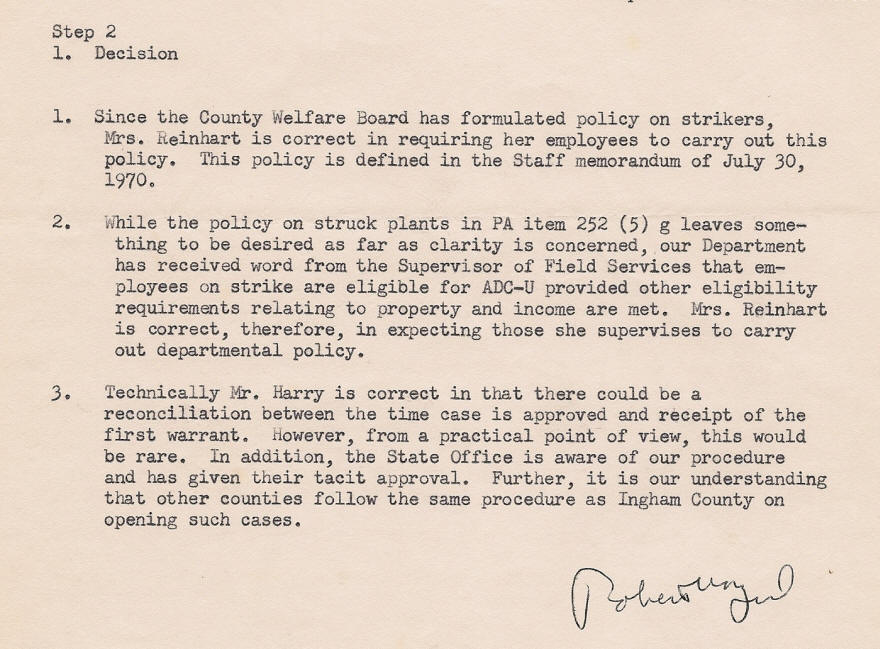 Step 2
1. Decision
1. Since the County Welfare Board has formulated policy on strikers,
Mrs. Reinhart is correct in requiring her employees to carry out this
policy. This policy is defined in the Staff memorandum of July 30,
1970.
2. While the policy on struck plants in PA item 252 (5) g leaves some-
thing to be desired as far as clarity is concerned, our Department
has received word from the Supervisor of Field Services that em-
ployees on strike are eligible for ADC-U provided other eligibility
requirements relating to property and income are met. Mrs. Reinhart
is correct, therefore, in expecting those she supervises to carry
out departmental policy.
3. Technically Mr. Harry is correct in that there could be a
reconciliation between the time case is approved and receipt of the
first warrant. However, from a practical point of view, this would
be rare. In addition, the State Office is aware of our procedure
and has given their tacit approval. Further, it is our understanding
that other counties follow the same procedure as Ingham County on
opening such cases.
Robert